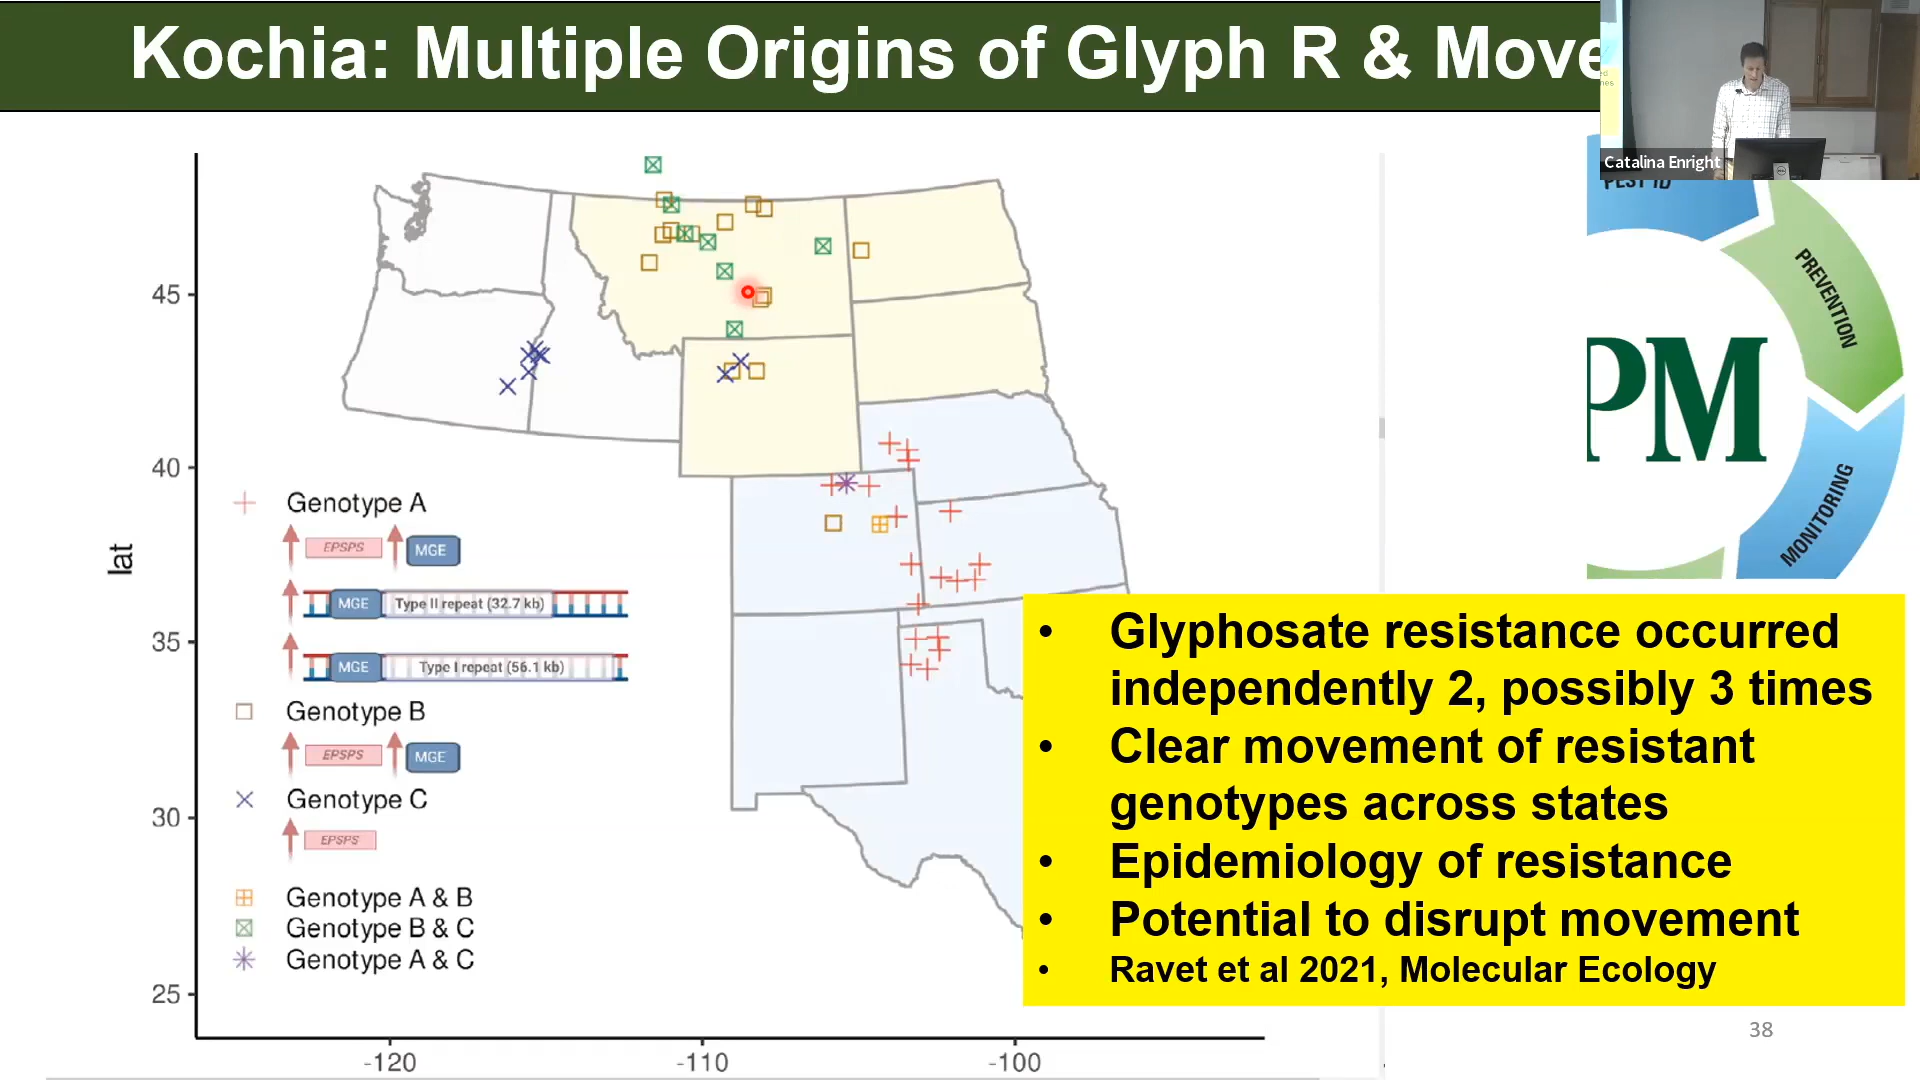 Kochia: Multiple Origins of Glyph R & Move
Catalina Enright
PEST ID
PREVENTION
PM
MONITORING
45
40
35
30
25
lat
-120
-110
-100
Genotype A
EPSPS MGE
MGE Type II repeat (32.7 kb)
MGE Type I repeat (56.1 kb)
Genotype B
EPSPS MGE
Genotype C
EPSPS
Genotype A & B
Genotype B & C
Genotype A & C
• Glyphosate resistance occurred
independently 2, possibly 3 times
• Clear movement of resistant
genotypes across states
• Epidemiology of resistance
• Potential to disrupt movement
• Ravet et al 2021, Molecular Ecology
38